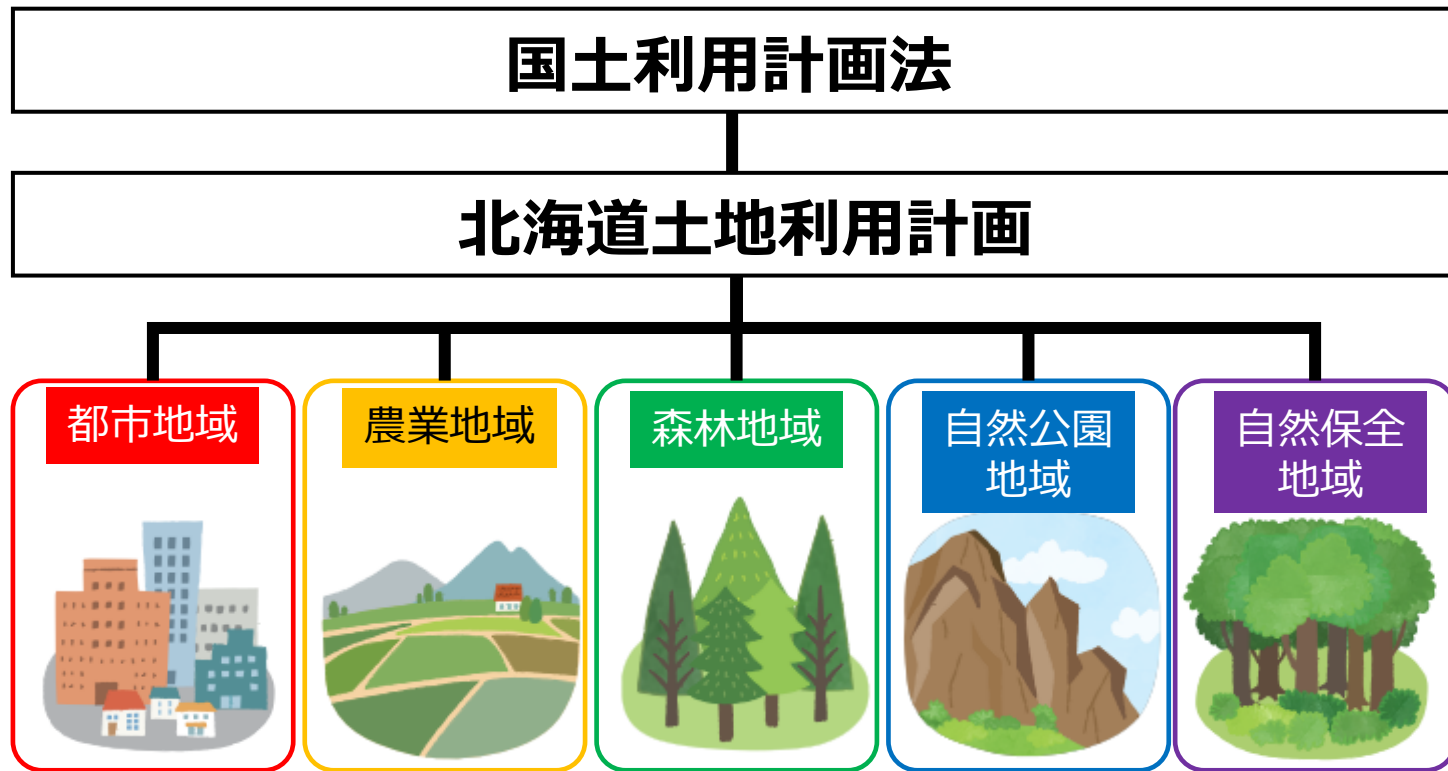 国土利用計画法
北海道土地利用計画
都市地域
農業地域
森林地域
自然公園
地域
自然保全
地域